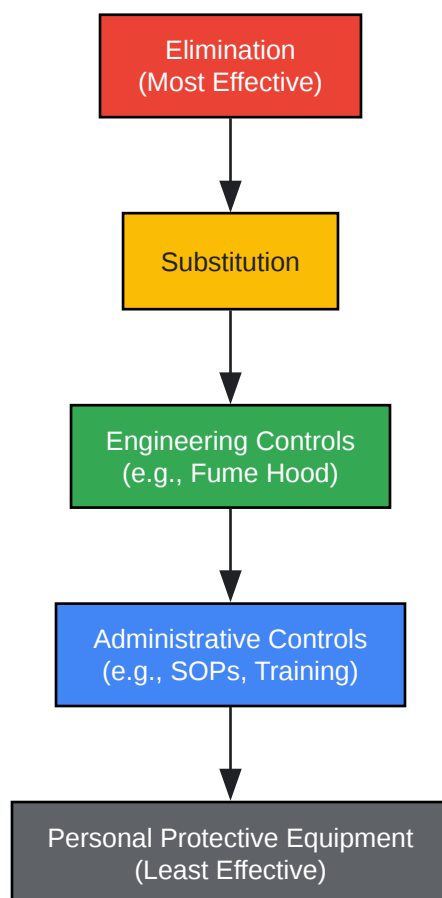 Elimination
(Most Effective)
Substitution
Engineering Controls
(e.g., Fume Hood)
Administrative Controls
(e.g., SOPs, Training)
Personal Protective Equipment
(Least Effective)